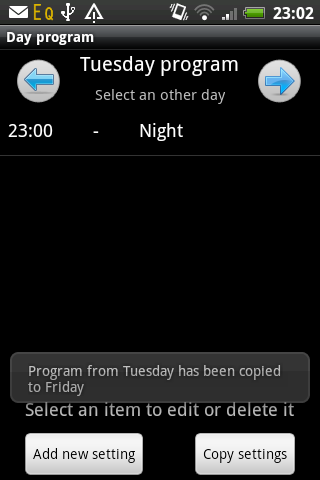 EQ 23:02
Day program
Tuesday program
Select an other day
23:00 - Night
Program from Tuesday has been copied
to Friday
Select an item to edit or delete it
Add new setting Copy settings